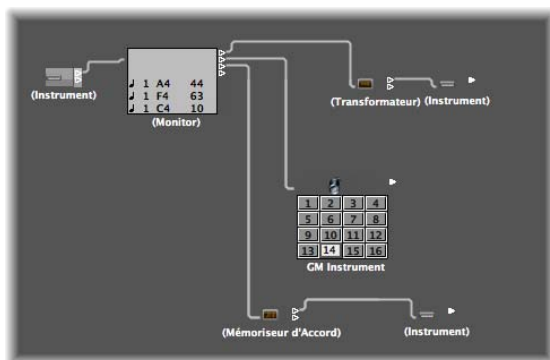 (Instrument)
♩ 1 A4 44
♩ 1 F4 63
♩ 1 C4 10
(Monitor)
(Transformateur) (Instrument)
1 2 3 4
5 6 7 8
9 10 11 12
13 14 15 16
GM Instrument
(Mémoriseur d'Accord) (Instrument)